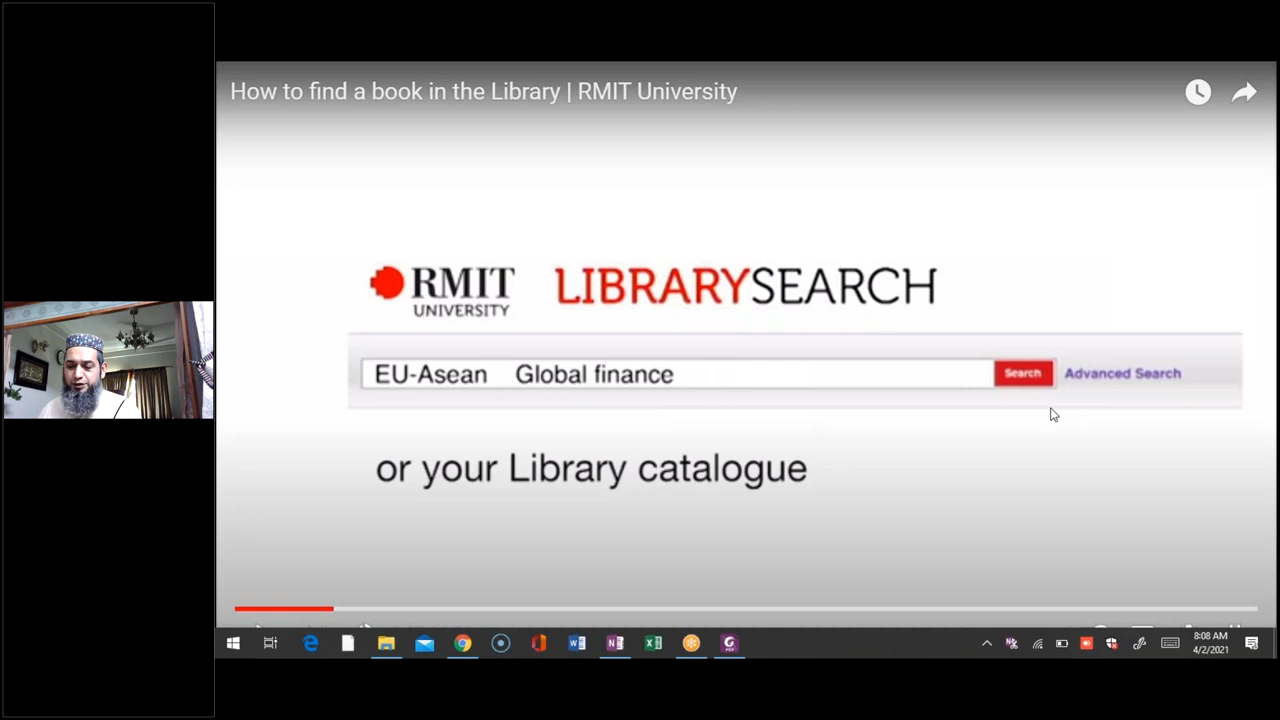 How to find a book in the Library | RMIT University
RMIT UNIVERSITY
LIBRARYSEARCH
EU-Asean Global finance
Search
Advanced Search
or your Library catalogue
8:08 AM
4/2/2021